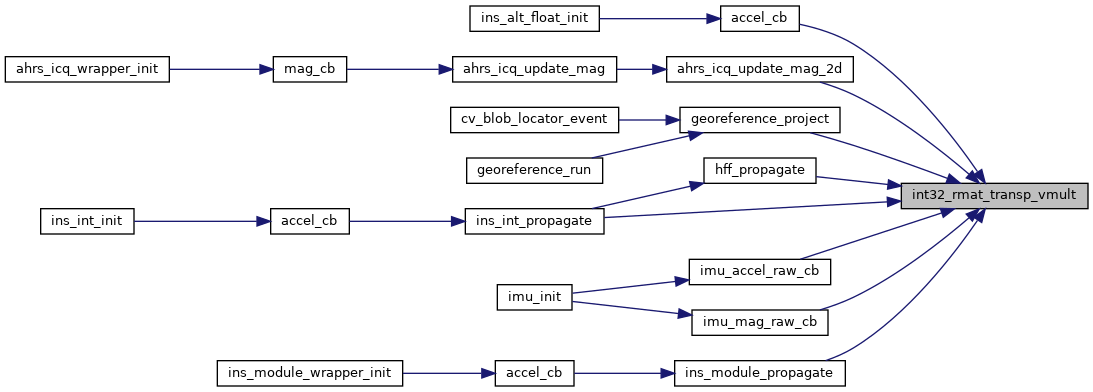 ins_alt_float_init
accel_cb
ahrs_icq_wrapper_init
mag_cb
ahrs_icq_update_mag
ahrs_icq_update_mag_2d
cv_blob_locator_event
georeference_project
georeference_run
hff_propagate
int32_rmat_transp_vmult
ins_int_init
accel_cb
ins_int_propagate
imu_accel_raw_cb
imu_init
imu_mag_raw_cb
ins_module_wrapper_init
accel_cb
ins_module_propagate